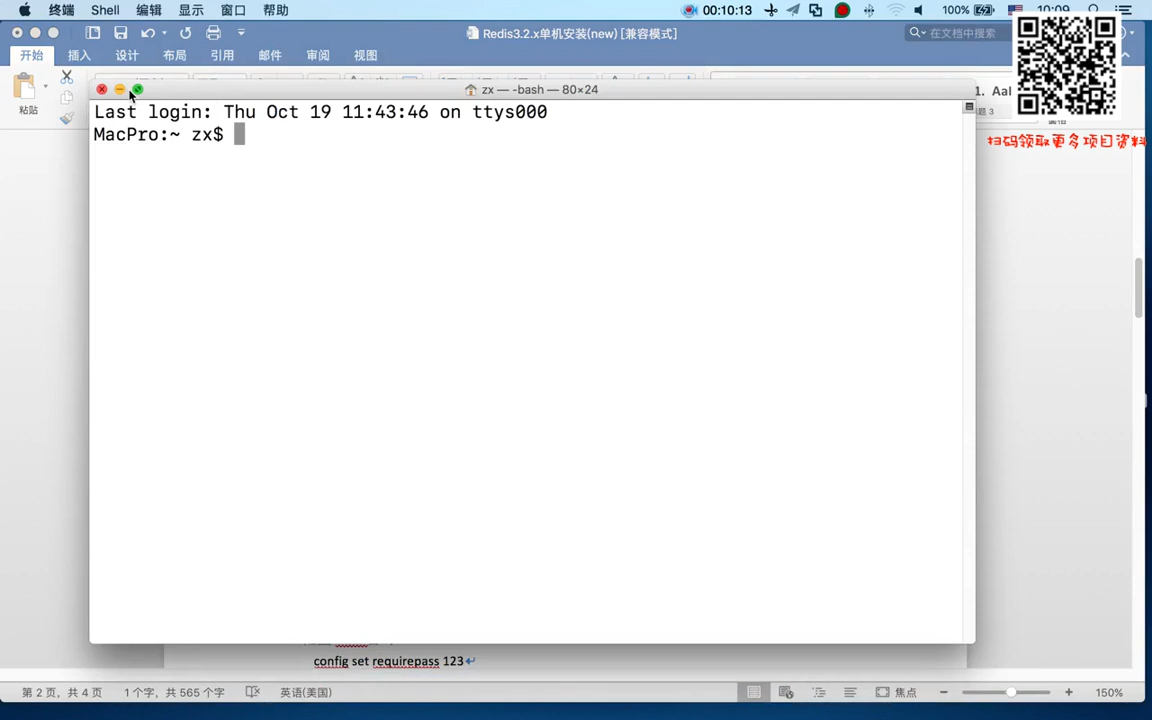 终端 Shell 编辑 显示 窗口 帮助 00:10:13 100% 10:09
Redis3.2.x单机安装(new) [兼容模式] 在文档中搜索
开始 插入 设计 布局 引用 邮件 审阅 视图
粘贴
zx — -bash — 80×24
Last login: Thu Oct 19 11:43:46 on ttys000
MacPro:~ zx$
扫码领取更多项目资料
config set requirepass 123
第 2 页，共 4 页 1 个字，共 565 个字 英语(美国) 焦点 150%